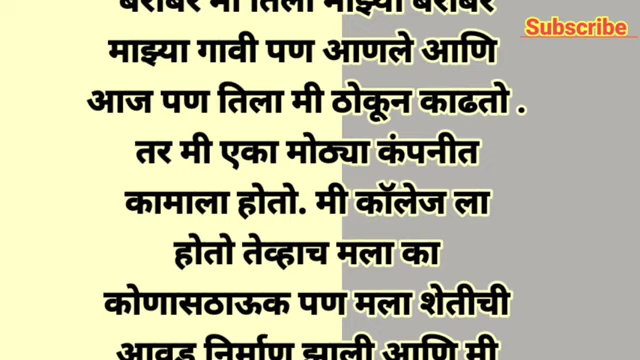 Subscribe
बरोबर मी तिला माझ्या बरोबर
माझ्या गावी पण आणले आणि
आज पण तिला मी ठोकून काढतो .
तर मी एका मोठ्या कंपनीत
कामाला होतो. मी कॉलेज ला
होतो तेव्हाच मला का
कोणासठाऊक पण मला शेतीची
आवड निर्माण झाली आणि मी